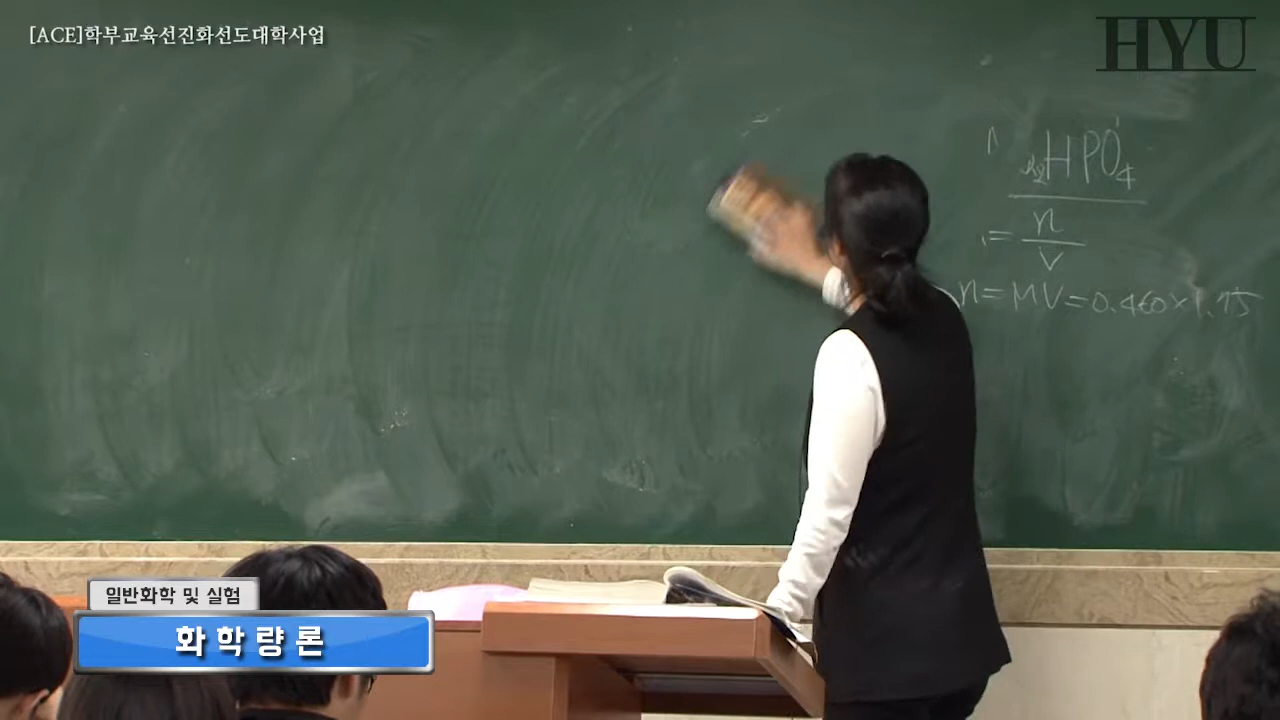 [ACE]학부교육선진화선도대학사업
HYU
HPO4
= n
V
n=MV=0.460×1.75
일반화학 및 실험
화학량론